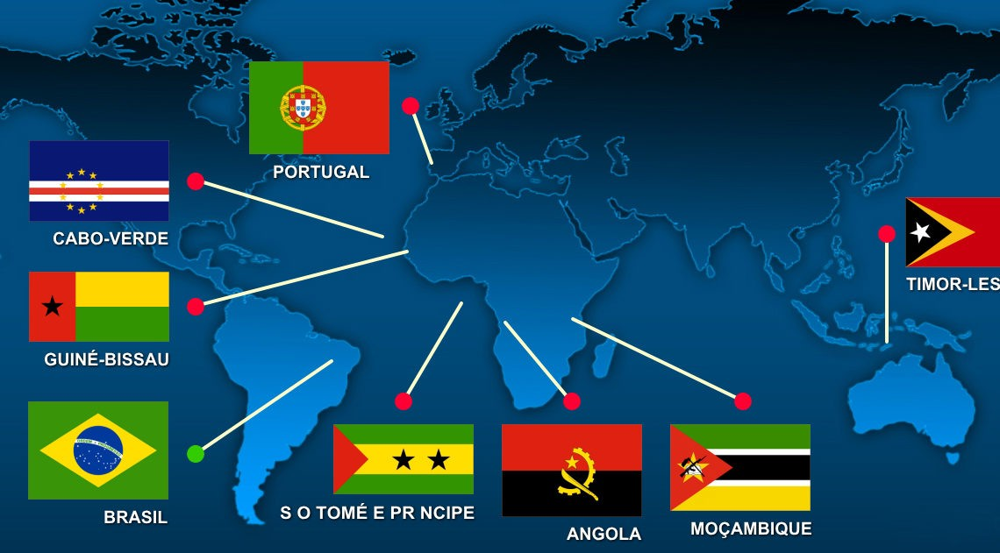 PORTUGAL
CABO-VERDE
GUINÉ-BISSAU
BRASIL
S O TOMÉ E PR NCIPE
ANGOLA
MOÇAMBIQUE
TIMOR-LES